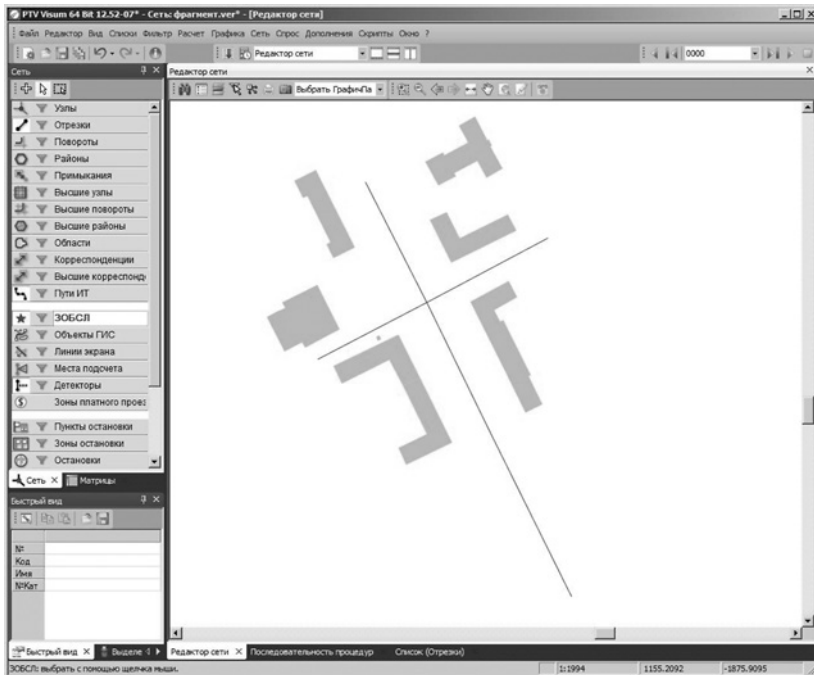 PTV Visum 64 Bit 12.52-07* - Сеть: фрагмент.ver* - [Редактор сети]
Файл Редактор Вид Списки Фильтр Расчет Графика Сеть Спрос Дополнения Скрипты Окно ?
Редактор сети
0000
Сеть
Редактор сети
Выбрать ГрафичПа
Узлы
Отрезки
Повороты
Районы
Примыкания
Высшие узлы
Высшие повороты
Высшие районы
Области
Корреспонденции
Высшие корреспонд
Пути ИТ
ЗОБСЛ
Объекты ГИС
Линии экрана
Места подсчета
Детекторы
Зоны платного проез
Пункты остановки
Зоны остановки
Остановки
Сеть
Матрицы
Быстрый вид
№
Код
Имя
№Кат
Быстрый вид
Выделе
Редактор сети
Последовательность процедур
Список (Отрезки)
ЗОБСЛ: выбрать с помощью щелчка мыши.
1:1994
1155.2092
-1875.9095